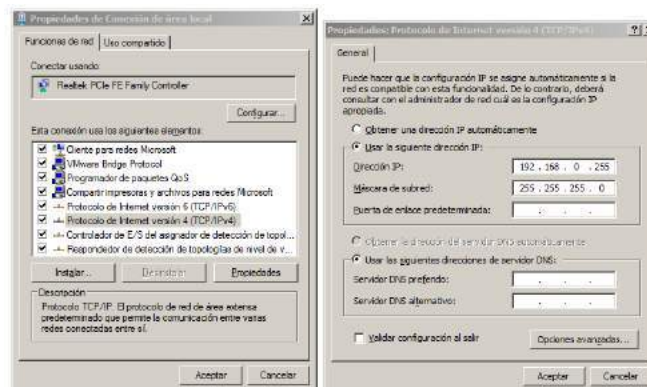 Propiedades de Conexión de área local
Funciones de red
Uso compartido
Conectar usando:
Realtek PCIe FE Family Controller
Configurar...
Esta conexión usa los siguientes elementos:
Cliente para redes Microsoft
VMware Bridge Protocol
Programador de paquetes QoS
Compartir impresoras y archivos para redes Microsoft
Protocolo de Internet versión 6 (TCP/IPv6)
Protocolo de Internet versión 4 (TCP/IPv4)
Controlador de E/S del asignador de detección de topol...
Respondedor de detección de topologías de nivel de v...
Instalar...
Desinstalar
Propiedades
Descripción
Protocolo TCP/IP. El protocolo de red de área extensa
predeterminado que permite la comunicación entre varias
redes conectadas entre sí.
Aceptar
Cancelar
Propiedades: Protocolo de Internet versión 4 (TCP/IPv4)
General
Puede hacer que la configuración IP se asigne automáticamente si la
red es compatible con esta funcionalidad. De lo contrario, deberá
consultar con el administrador de red cuál es la configuración IP
apropiada.
Obtener una dirección IP automáticamente
Usar la siguiente dirección IP:
Dirección IP: 192 . 168 . 0 . 255
Máscara de subred: 255 . 255 . 255 . 0
Puerta de enlace predeterminada: . . .
Obtener la dirección del servidor DNS automáticamente
Usar las siguientes direcciones de servidor DNS:
Servidor DNS preferido: . . .
Servidor DNS alternativo: . . .
Validar configuración al salir
Opciones avanzadas...
Aceptar
Cancelar